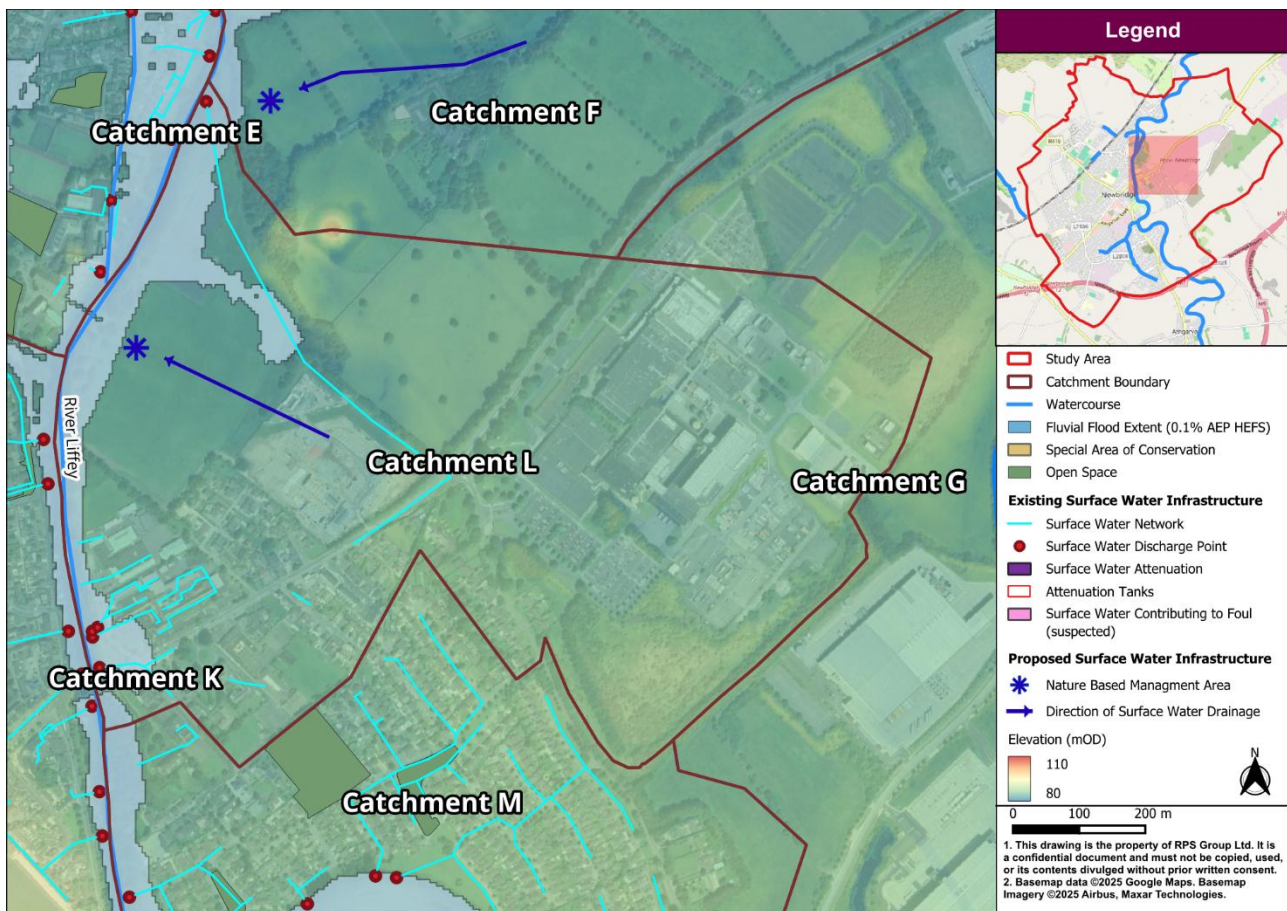 Catchment E
Catchment F
River Liffey
Catchment L
Catchment G
Catchment K
Catchment M
Legend
Newbridge
Study Area
Catchment Boundary
Watercourse
Fluvial Flood Extent (0.1% AEP HEFS)
Special Area of Conservation
Open Space
Existing Surface Water Infrastructure
Surface Water Network
Surface Water Discharge Point
Surface Water Attenuation
Attenuation Tanks
Surface Water Contributing to Foul
(suspected)
Proposed Surface Water Infrastructure
Nature Based Managment Area
Direction of Surface Water Drainage
Elevation (mOD)
110
80
N
0 100 200 m
1. This drawing is the property of RPS Group Ltd. It is
a confidential document and must not be copied, used,
or its contents divulged without prior written consent.
2. Basemap data ©2025 Google Maps. Basemap
Imagery ©2025 Airbus, Maxar Technologies.